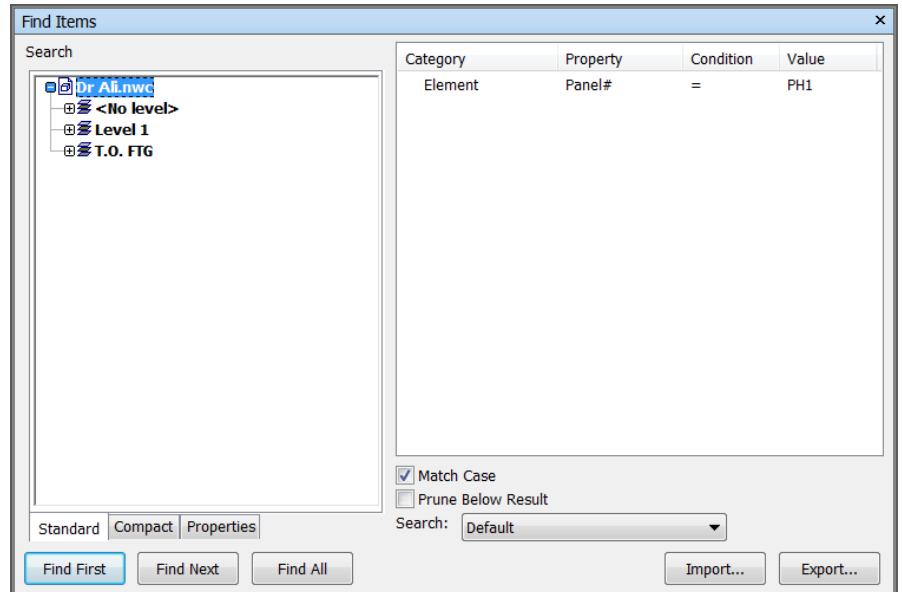 Find Items
Search
Dr Ali.nwc
<No level>
Level 1
T.O. FTG
Standard Compact Properties
Category Property Condition Value
Element Panel# = PH1
Match Case
Prune Below Result
Search: Default
Find First Find Next Find All Import... Export...